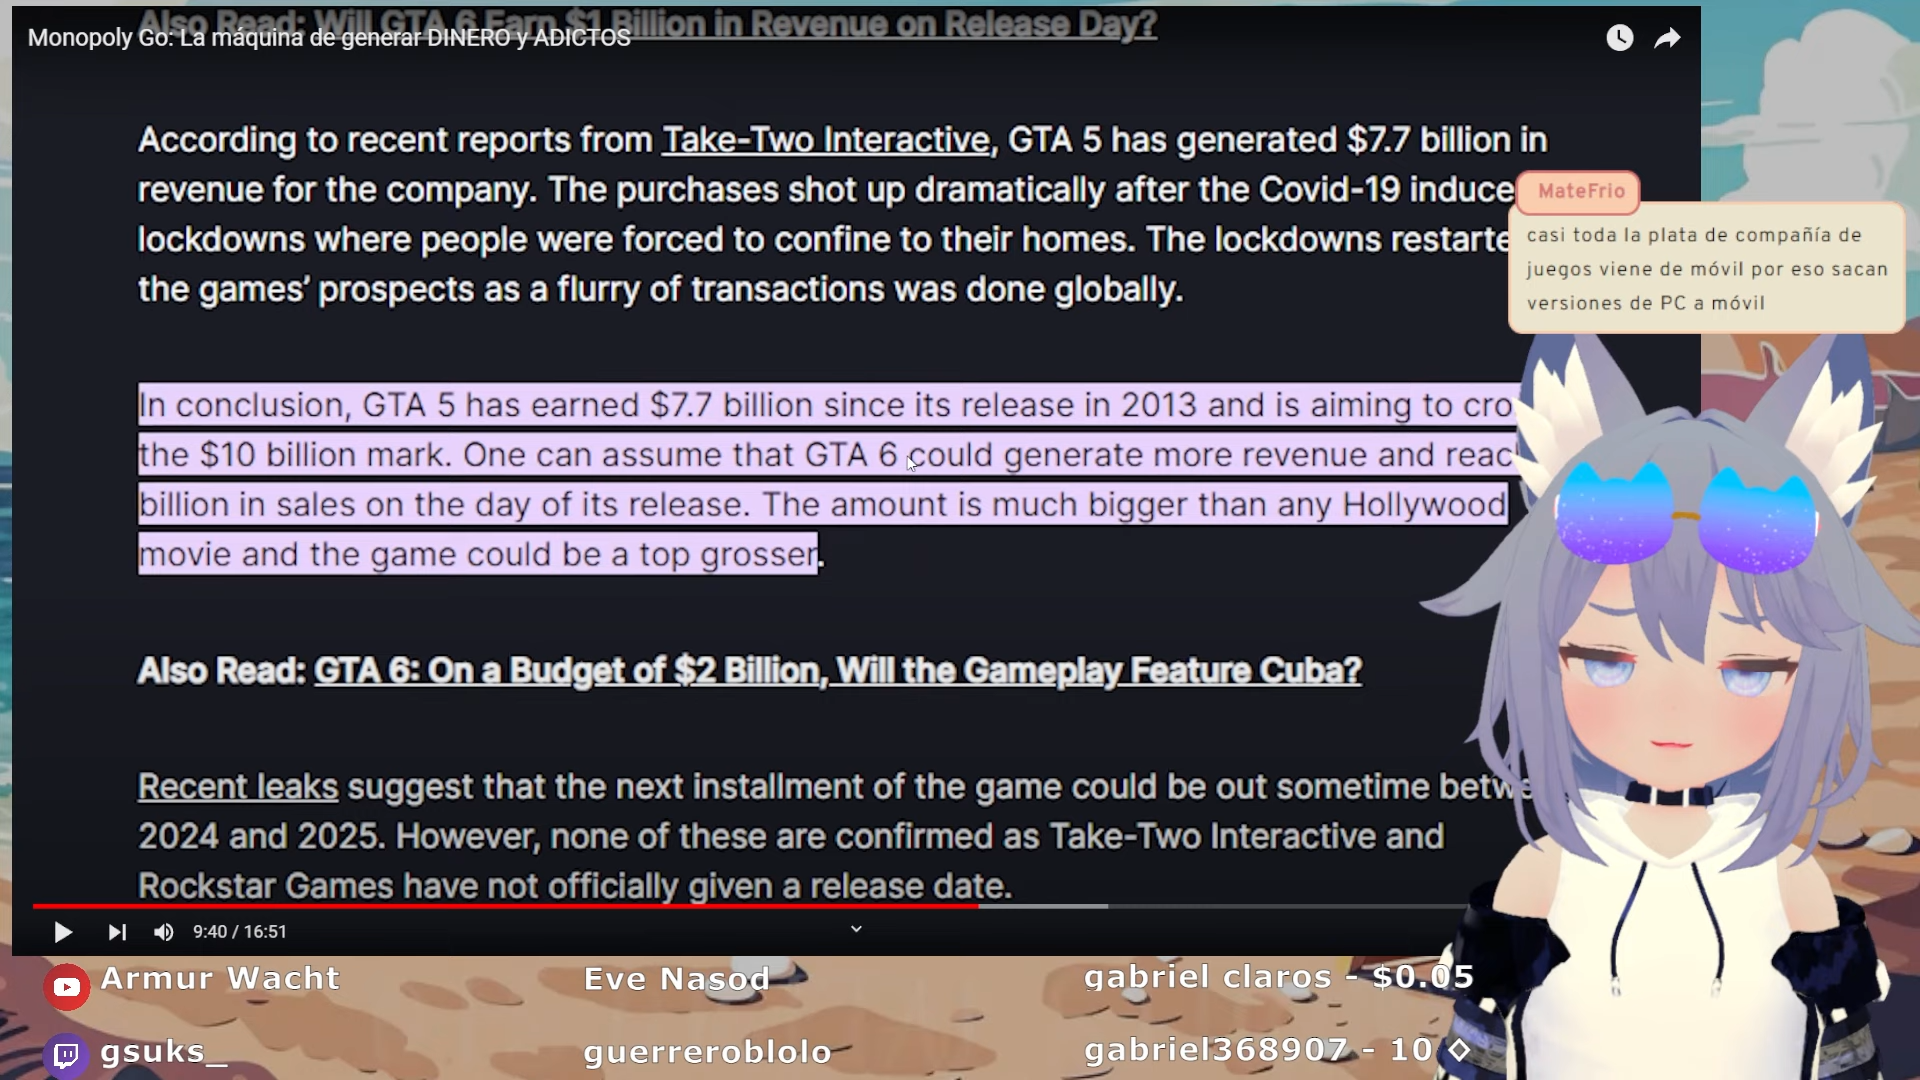 Also Read: Will GTA 6 Earn $1 Billion in Revenue on Release Day?
Monopoly Go: La máquina de generar DINERO y ADICTOS
According to recent reports from Take-Two Interactive, GTA 5 has generated $7.7 billion in
revenue for the company. The purchases shot up dramatically after the Covid-19 induce
lockdowns where people were forced to confine to their homes. The lockdowns restarte
the games’ prospects as a flurry of transactions was done globally.
MateFrio
casi toda la plata de compañía de
juegos viene de móvil por eso sacan
versiones de PC a móvil
In conclusion, GTA 5 has earned $7.7 billion since its release in 2013 and is aiming to cro
the $10 billion mark. One can assume that GTA 6 could generate more revenue and reac
billion in sales on the day of its release. The amount is much bigger than any Hollywood
movie and the game could be a top grosser.
Also Read: GTA 6: On a Budget of $2 Billion, Will the Gameplay Feature Cuba?
Recent leaks suggest that the next installment of the game could be out sometime betwe
2024 and 2025. However, none of these are confirmed as Take-Two Interactive and
Rockstar Games have not officially given a release date.
9:40 / 16:51
Armur Wacht
Eve Nasod
gabriel claros - $0.05
gsuks_
guerreroblolo
gabriel368907 - 10